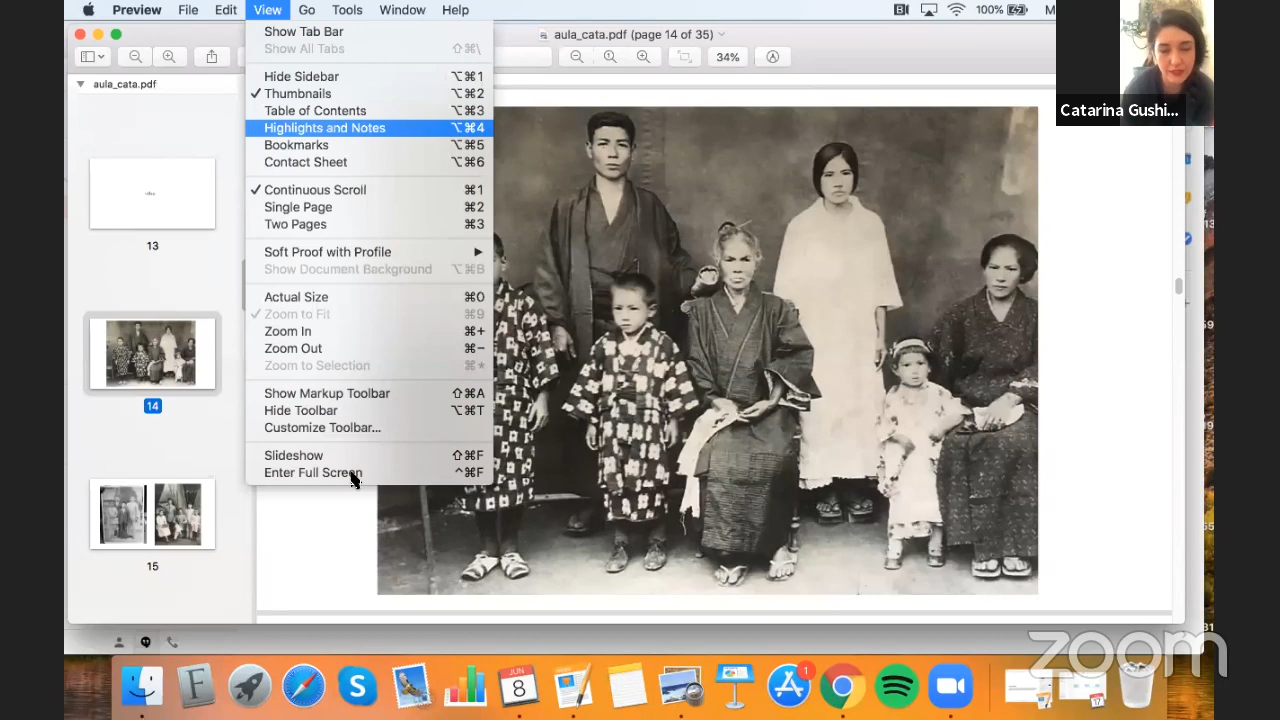 Preview File Edit View Go Tools Window Help 100%
aula_cata.pdf (page 14 of 35)
34%
aula_cata.pdf
13
14
15
Show Tab Bar
Show All Tabs ⇧⌘\
Hide Sidebar ⌥⌘1
✓ Thumbnails ⌥⌘2
Table of Contents ⌥⌘3
Highlights and Notes ⌥⌘4
Bookmarks ⌥⌘5
Contact Sheet ⌥⌘6
✓ Continuous Scroll ⌘1
Single Page ⌘2
Two Pages ⌘3
Soft Proof with Profile ▶
Show Document Background ⌥⌘B
Actual Size ⌘0
✓ Zoom to Fit ⌘9
Zoom In ⌘+
Zoom Out ⌘−
Zoom to Selection ⌘*
Show Markup Toolbar ⇧⌘A
Hide Toolbar ⌥⌘T
Customize Toolbar...
Slideshow ⇧⌘F
Enter Full Screen ^⌘F
Catarina Gushi...
zoom
JUN
8
1
17